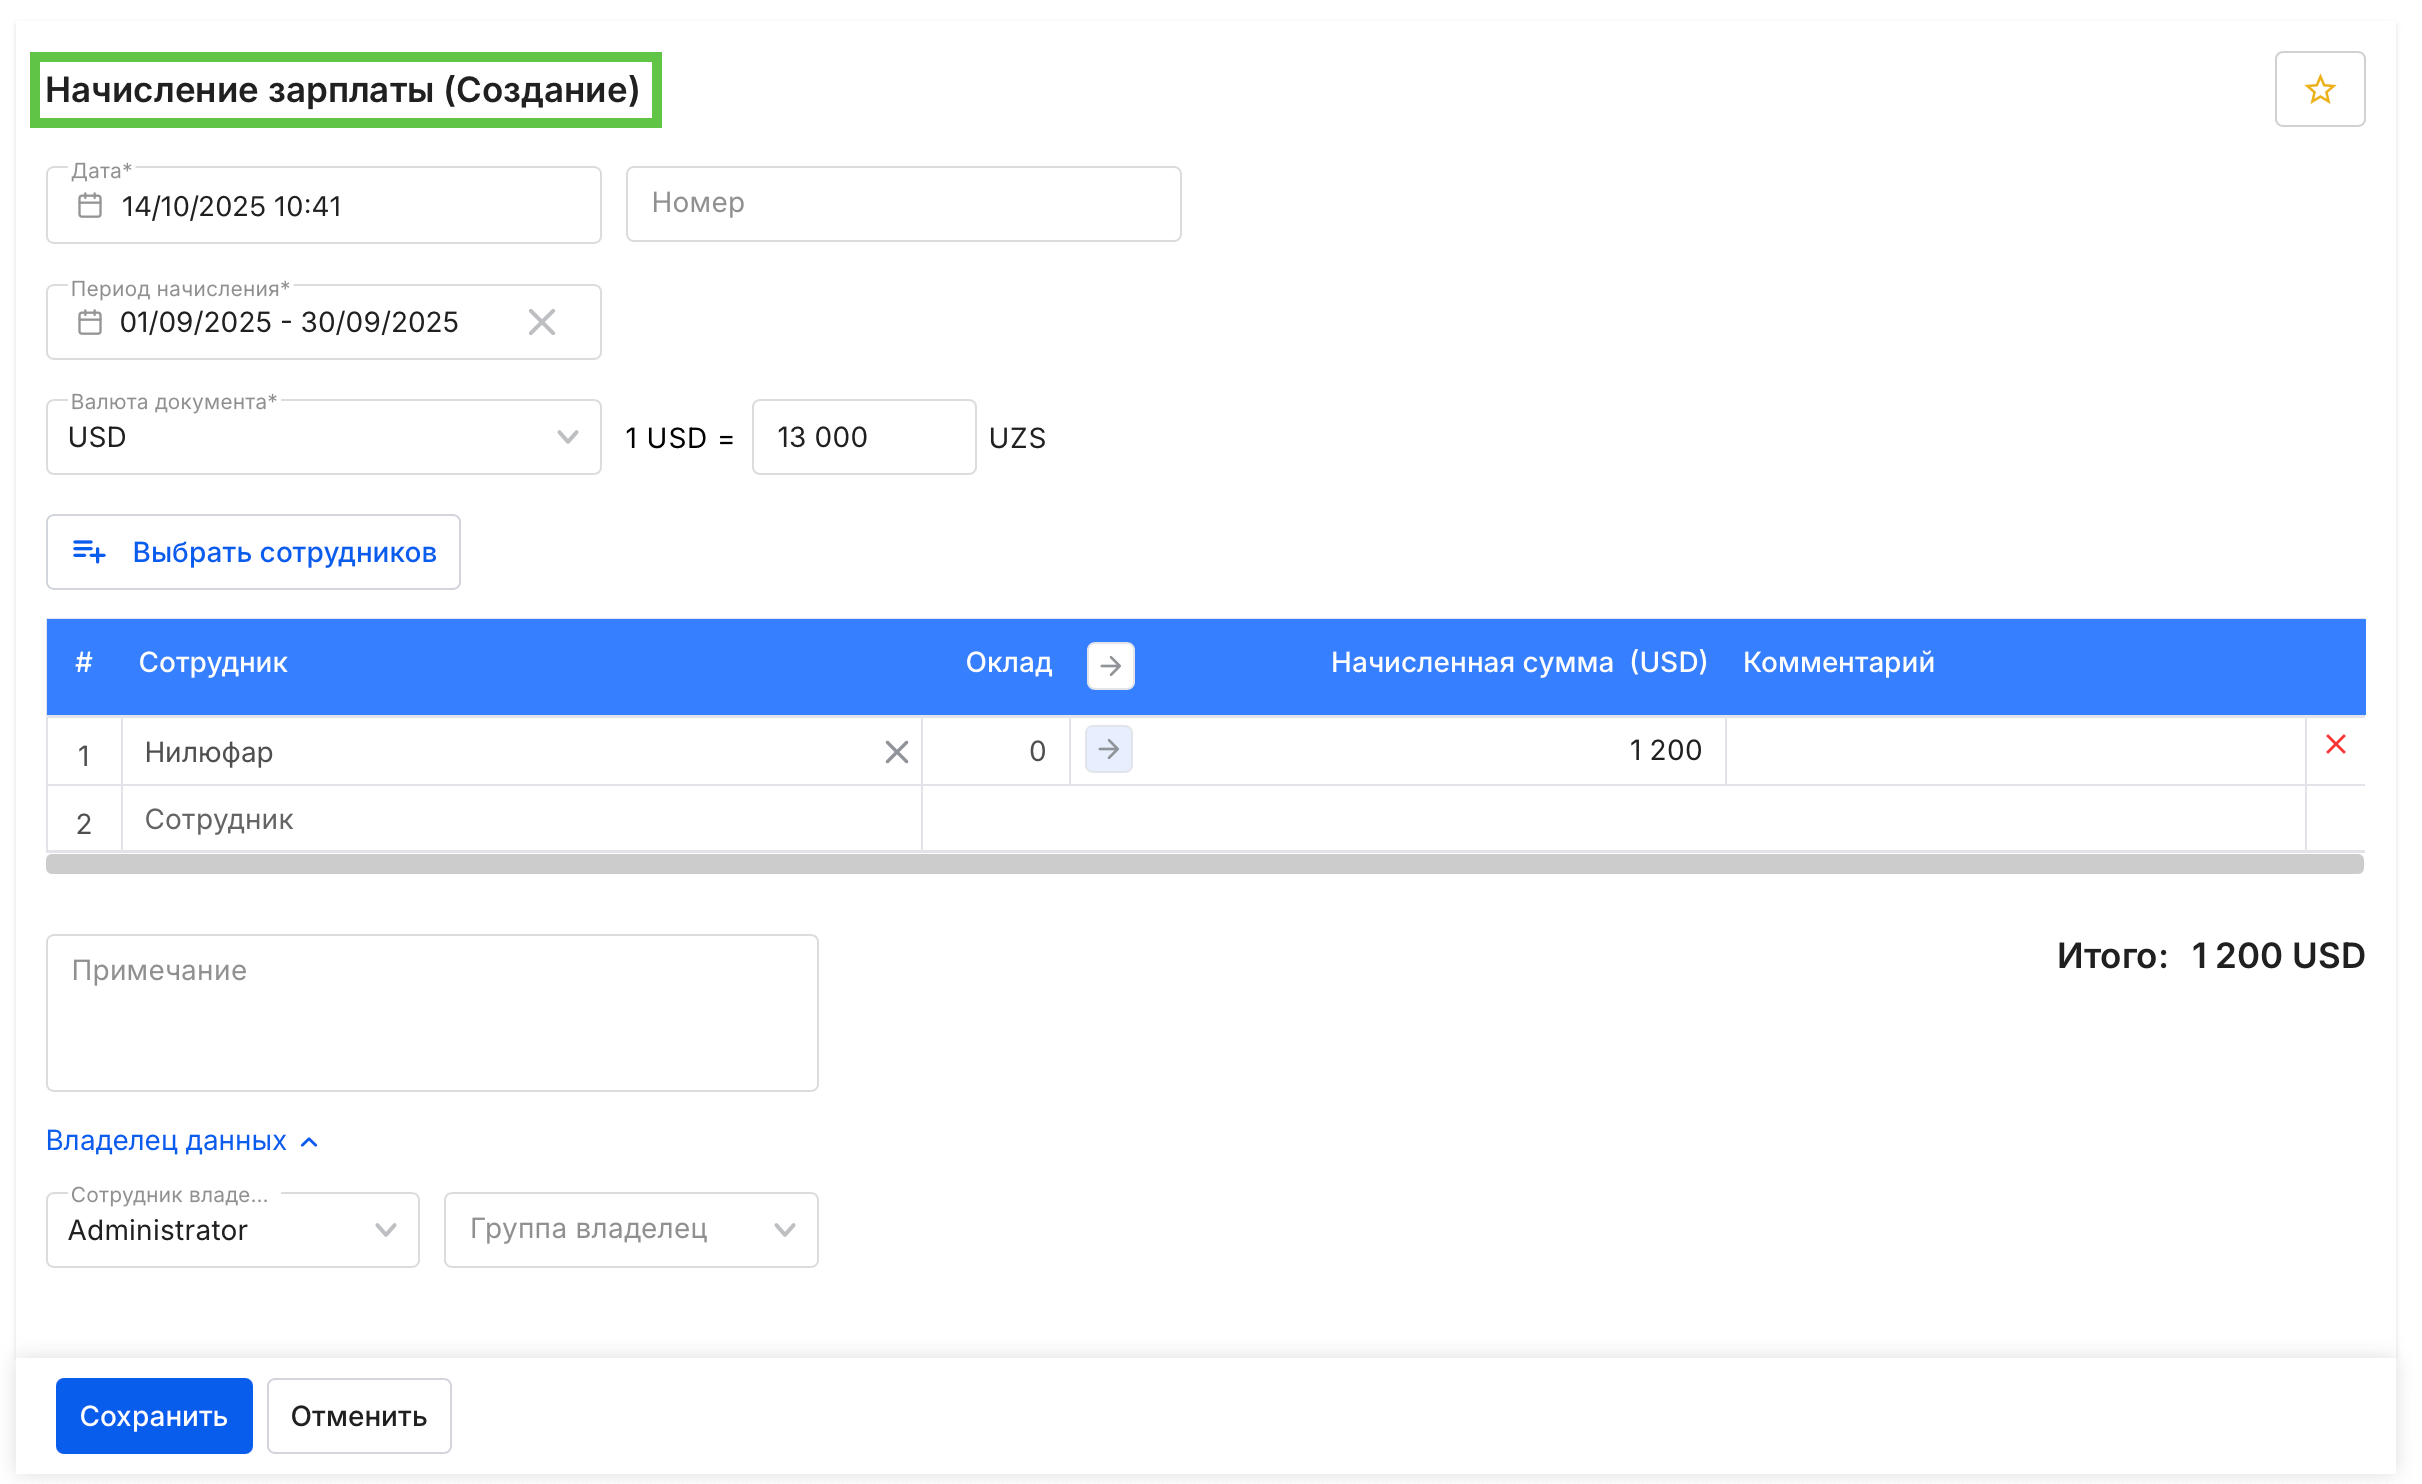 Начисление зарплаты (Создание)
Дата*
14/10/2025 10:41
Номер
Период начисления*
01/09/2025 - 30/09/2025
Валюта документа*
USD
1 USD =
13 000
UZS
Выбрать сотрудников
# Сотрудник Оклад Начисленная сумма (USD) Комментарий
1 Нилюфар 0 1 200
2 Сотрудник
Примечание
Итого: 1 200 USD
Владелец данных
Сотрудник владе...
Administrator
Группа владелец
Сохранить
Отменить